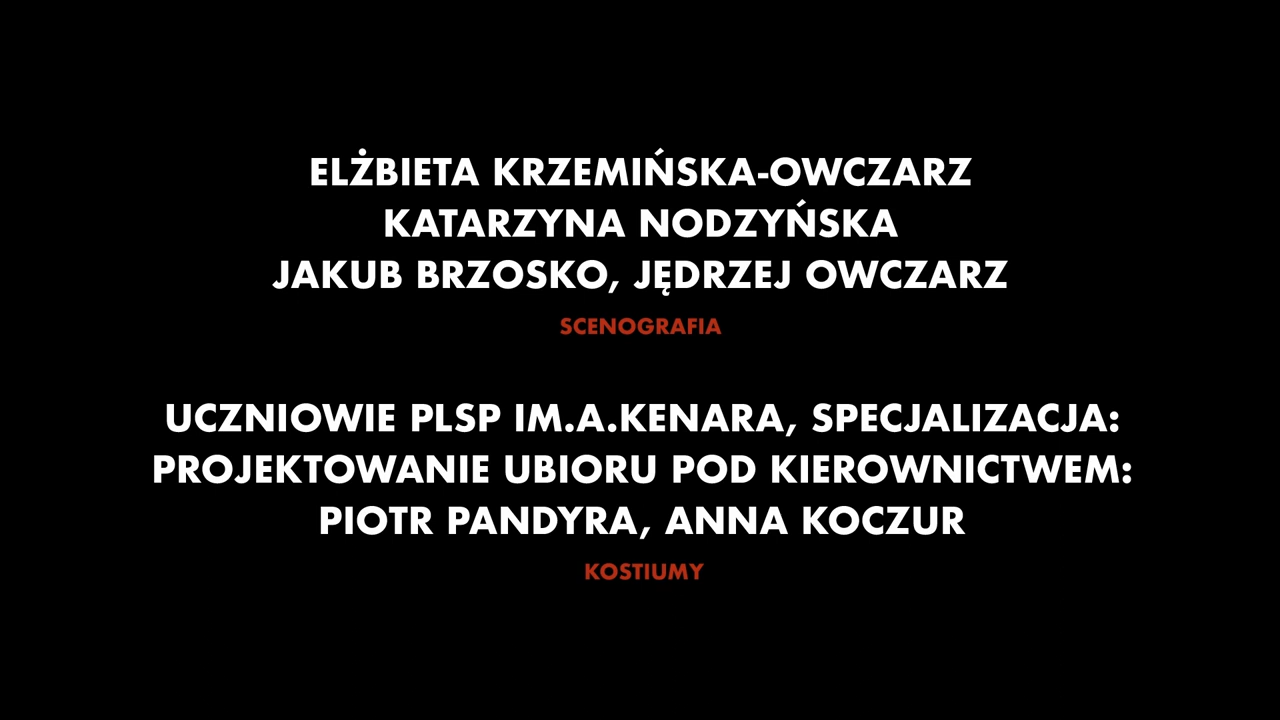 ELŻBIETA KRZEMIŃSKA-OWCZARZ
KATARZYNA NODZYŃSKA
JAKUB BRZOSKO, JĘDRZEJ OWCZARZ
SCENOGRAFIA
UCZNIOWIE PLSP IM.A.KENARA, SPECJALIZACJA:
PROJEKTOWANIE UBIORU POD KIEROWNICTWEM:
PIOTR PANDYRA, ANNA KOCZUR
KOSTIUMY